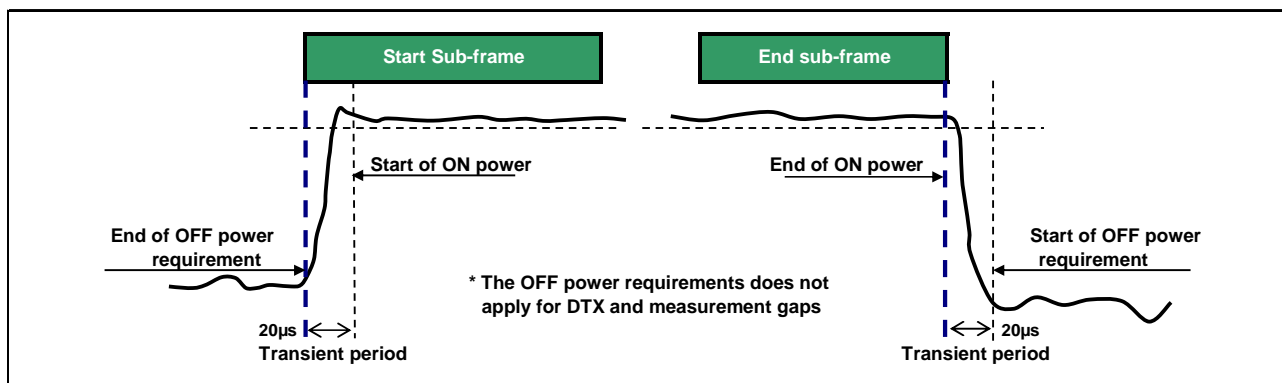 Start Sub-frame
End sub-frame
Start of ON power
End of ON power
End of OFF power
requirement
Start of OFF power
requirement
* The OFF power requirements does not
apply for DTX and measurement gaps
20µs
Transient period
20µs
Transient period